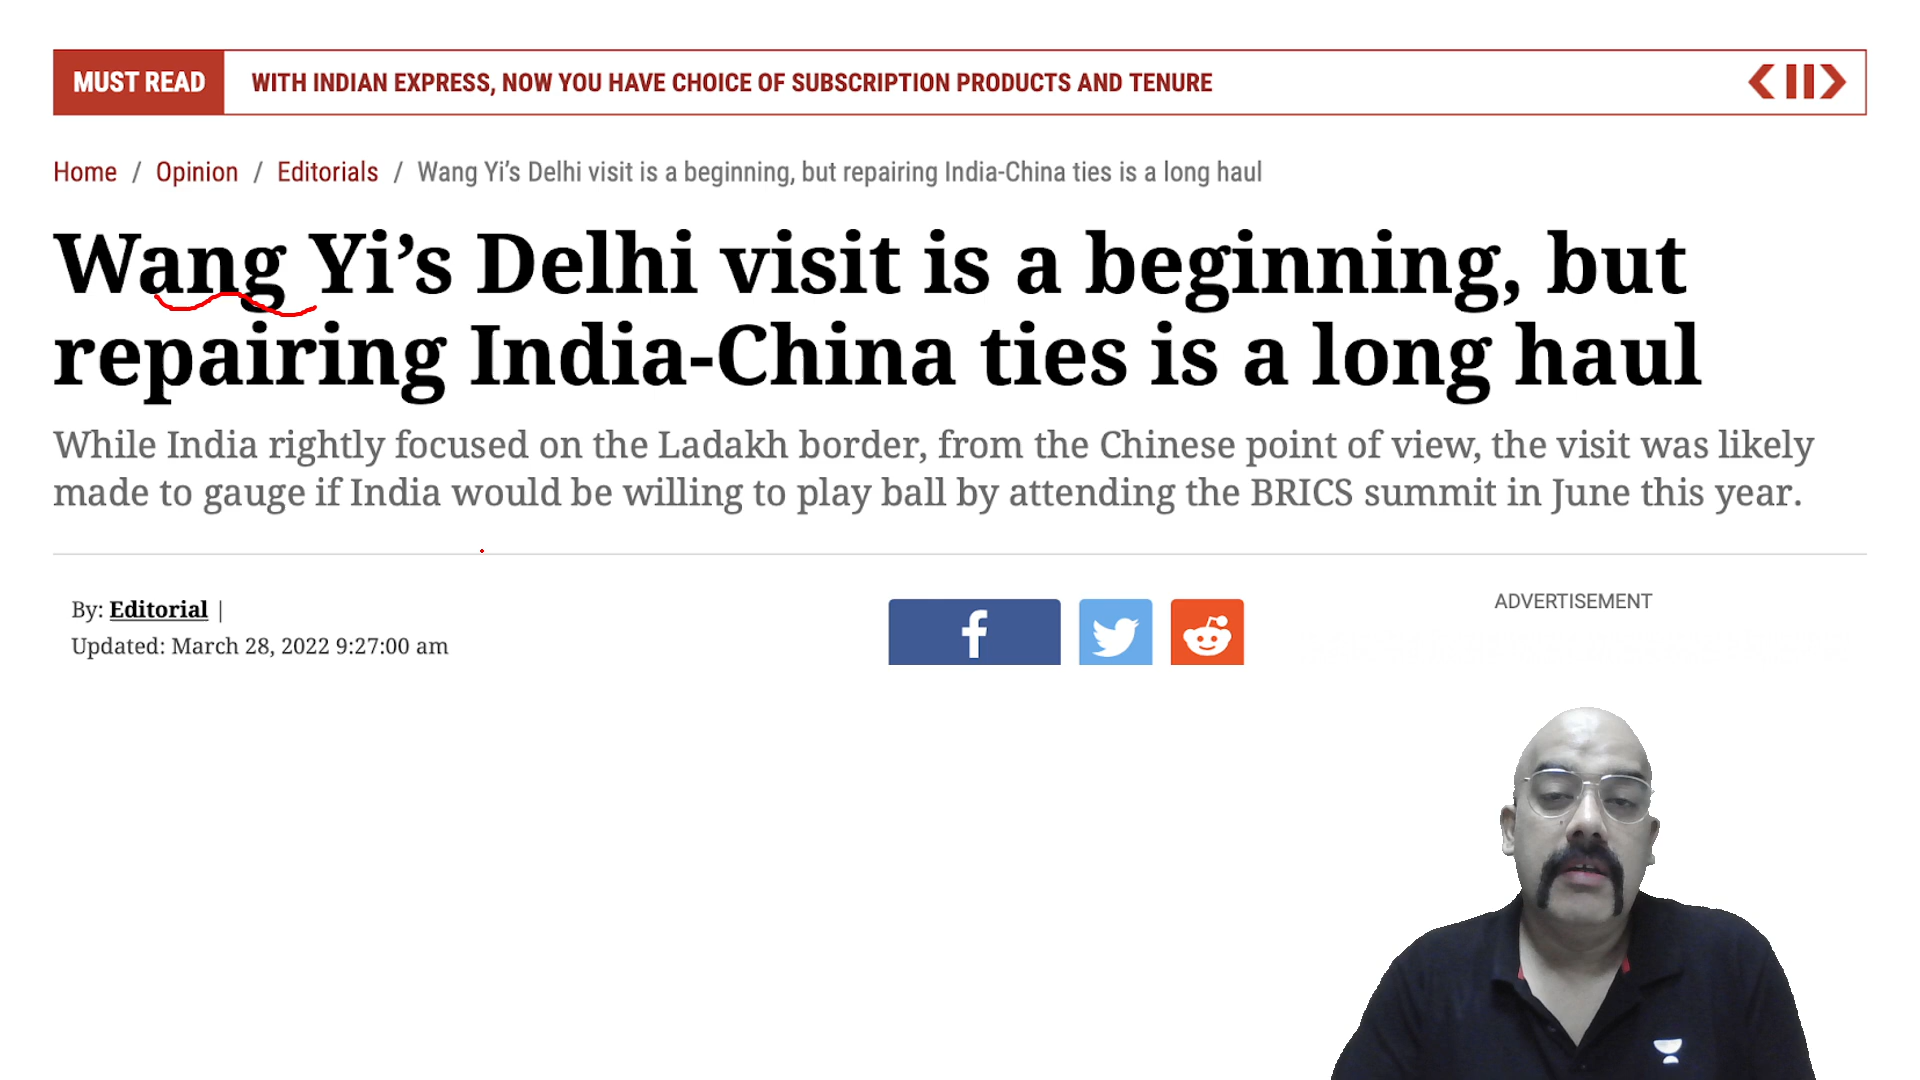 MUST READ WITH INDIAN EXPRESS, NOW YOU HAVE CHOICE OF SUBSCRIPTION PRODUCTS AND TENURE
Home / Opinion / Editorials / Wang Yi’s Delhi visit is a beginning, but repairing India-China ties is a long haul
Wang Yi’s Delhi visit is a beginning, but
repairing India-China ties is a long haul
While India rightly focused on the Ladakh border, from the Chinese point of view, the visit was likely
made to gauge if India would be willing to play ball by attending the BRICS summit in June this year.
By: Editorial |
Updated: March 28, 2022 9:27:00 am
ADVERTISEMENT